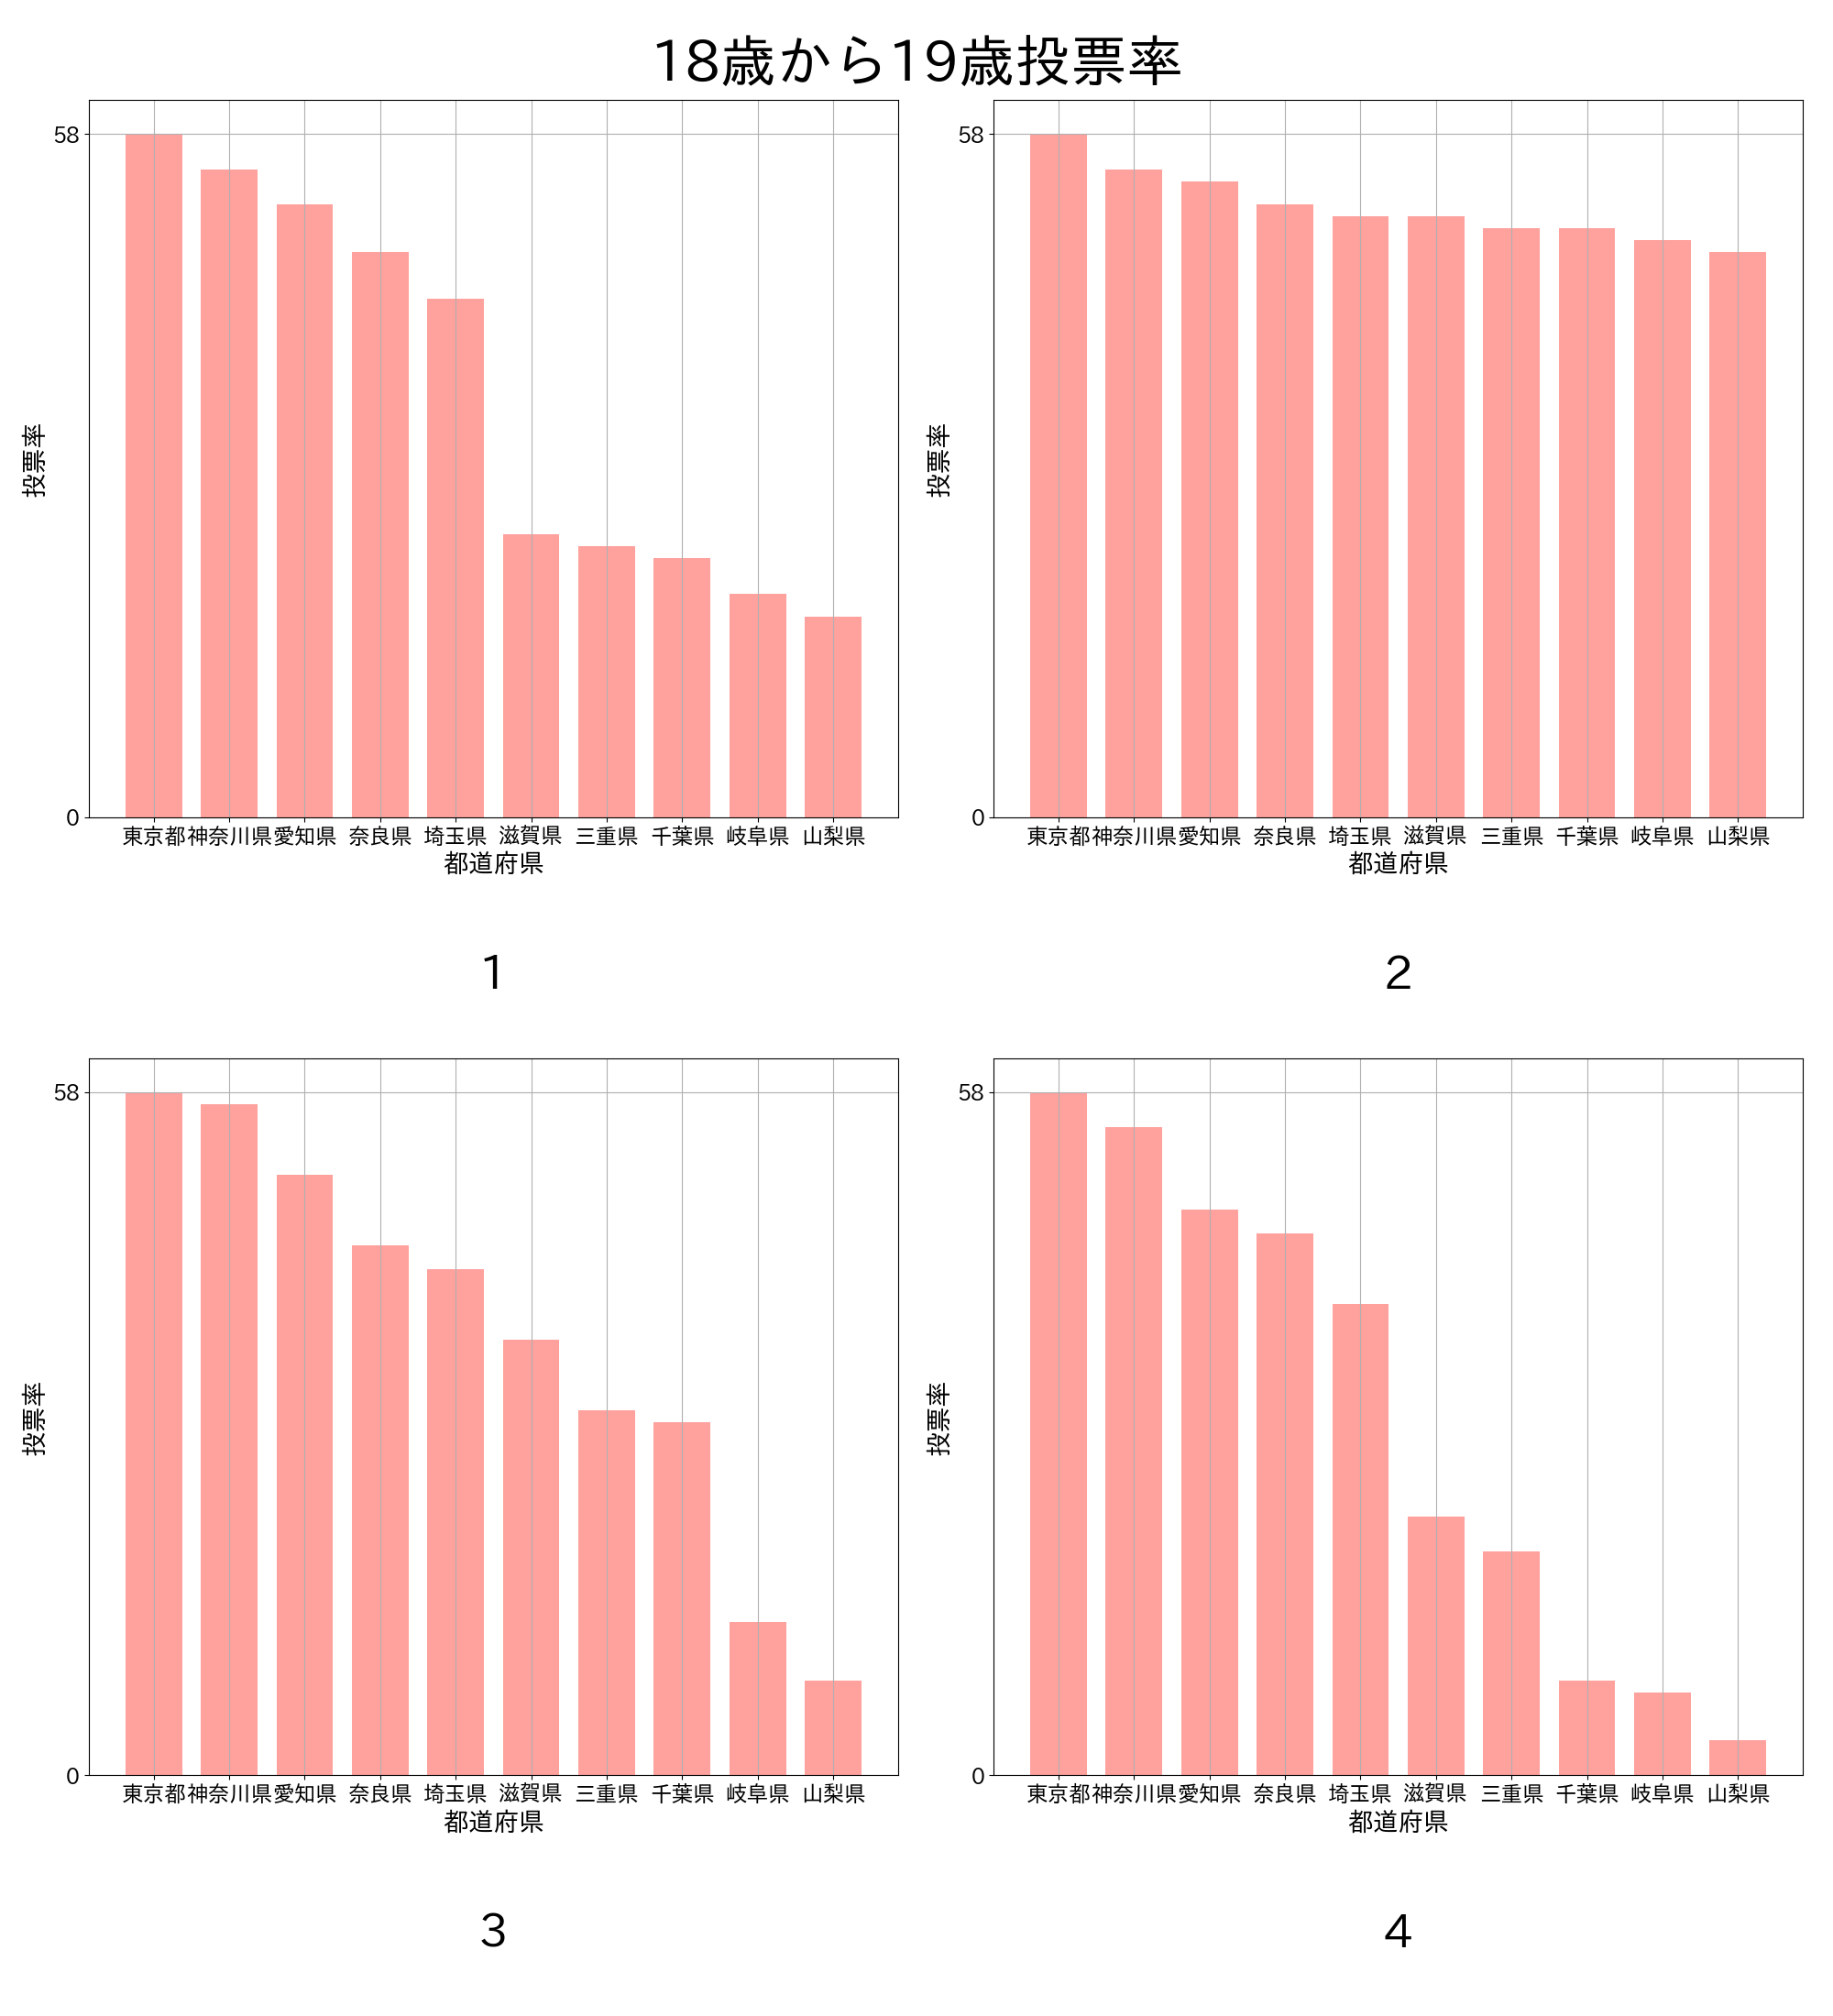 18歳から19歳投票率
58
0
投票率
東京都 神奈川県 愛知県 奈良県 埼玉県 滋賀県 三重県 千葉県 岐阜県 山梨県
都道府県
1
58
0
投票率
東京都 神奈川県 愛知県 奈良県 埼玉県 滋賀県 三重県 千葉県 岐阜県 山梨県
都道府県
2
58
0
投票率
東京都 神奈川県 愛知県 奈良県 埼玉県 滋賀県 三重県 千葉県 岐阜県 山梨県
都道府県
3
58
0
投票率
東京都 神奈川県 愛知県 奈良県 埼玉県 滋賀県 三重県 千葉県 岐阜県 山梨県
都道府県
4